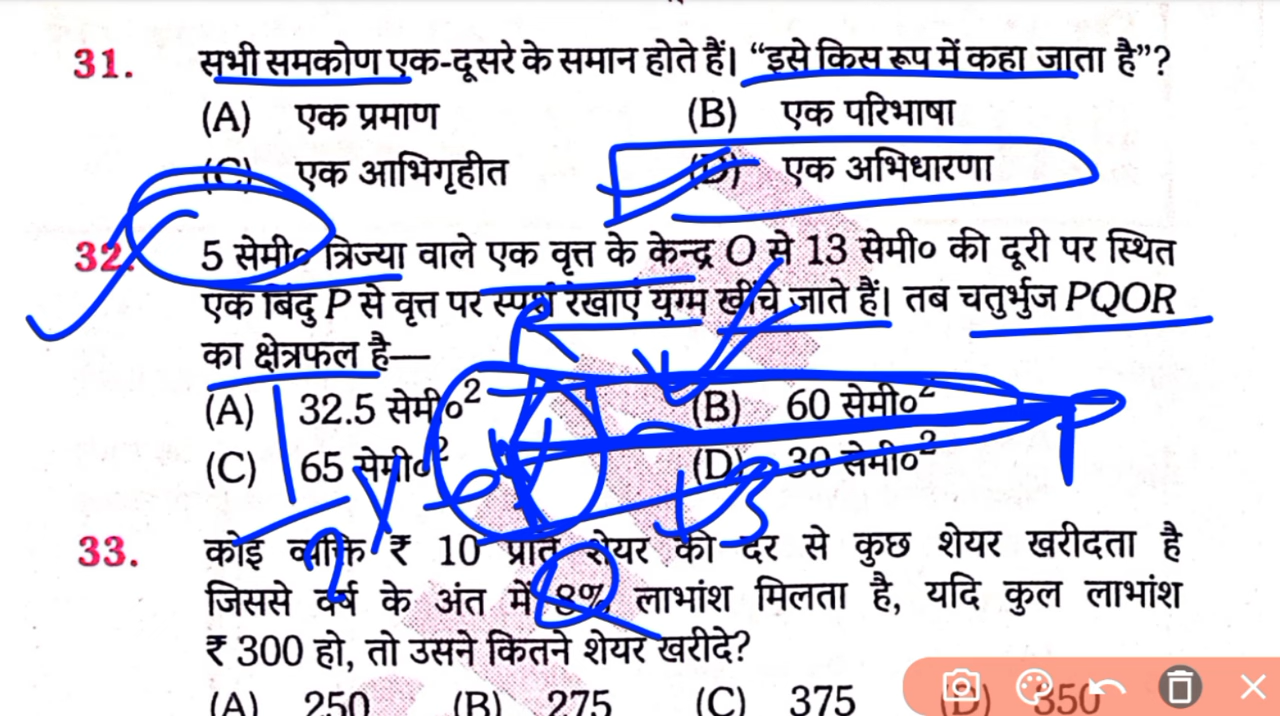 31. सभी समकोण एक-दूसरे के समान होते हैं। “इसे किस रूप में कहा जाता है”?
(A) एक प्रमाण (B) एक परिभाषा
(C) एक आभिगृहीत (D) एक अभिधारणा
32. 5 सेमी० त्रिज्या वाले एक वृत्त के केन्द्र O से 13 सेमी० की दूरी पर स्थित
एक बिंदु P से वृत्त पर स्पर्श रेखाएं युग्म खींचे जाते हैं। तब चतुर्भुज PQOR
का क्षेत्रफल है—
(A) 32.5 सेमी०² (B) 60 सेमी०²
(C) 65 सेमी०² (D) 30 सेमी०²
33. कोई व्यक्ति ₹ 10 प्रति शेयर की दर से कुछ शेयर खरीदता है
जिससे वर्ष के अंत में 8% लाभांश मिलता है, यदि कुल लाभांश
₹ 300 हो, तो उसने कितने शेयर खरीदे?
(A) 250 (B) 275 (C) 375 (D) 350